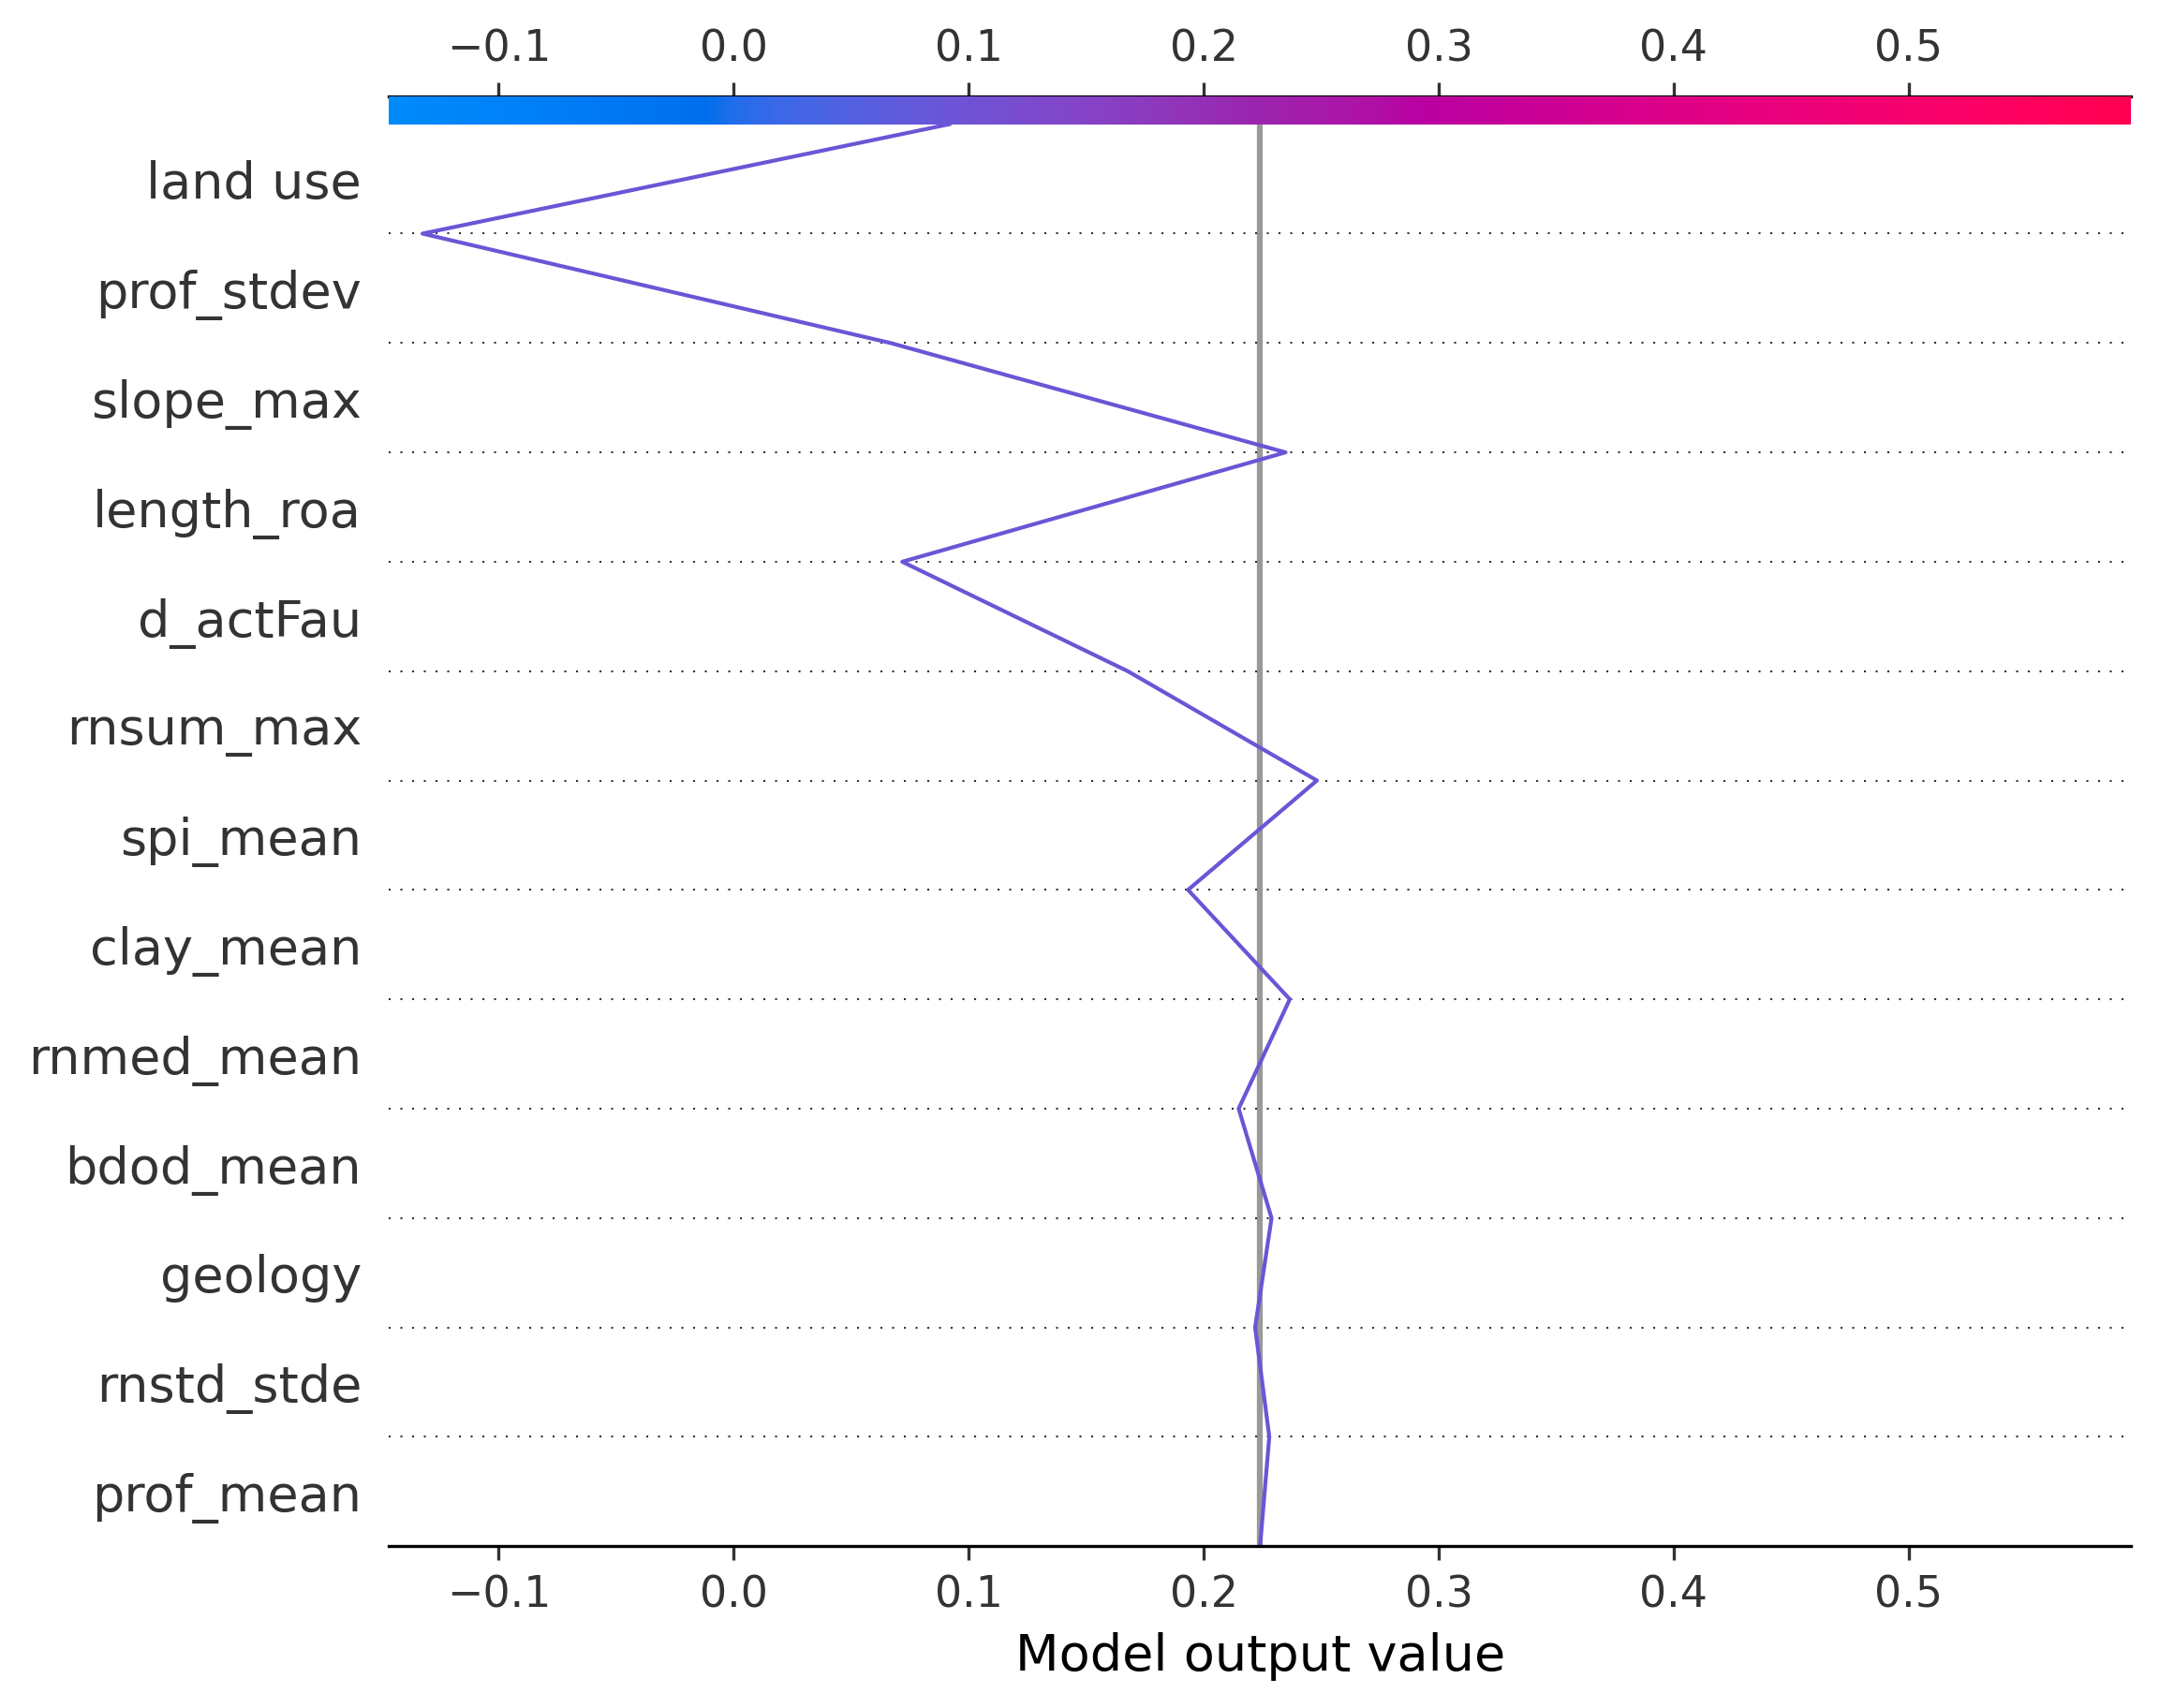 −0.1 0.0 0.1 0.2 0.3 0.4 0.5
land use
prof_stdev
slope_max
length_roa
d_actFau
rnsum_max
spi_mean
clay_mean
rnmed_mean
bdod_mean
geology
rnstd_stde
prof_mean
−0.1 0.0 0.1 0.2 0.3 0.4 0.5
Model output value